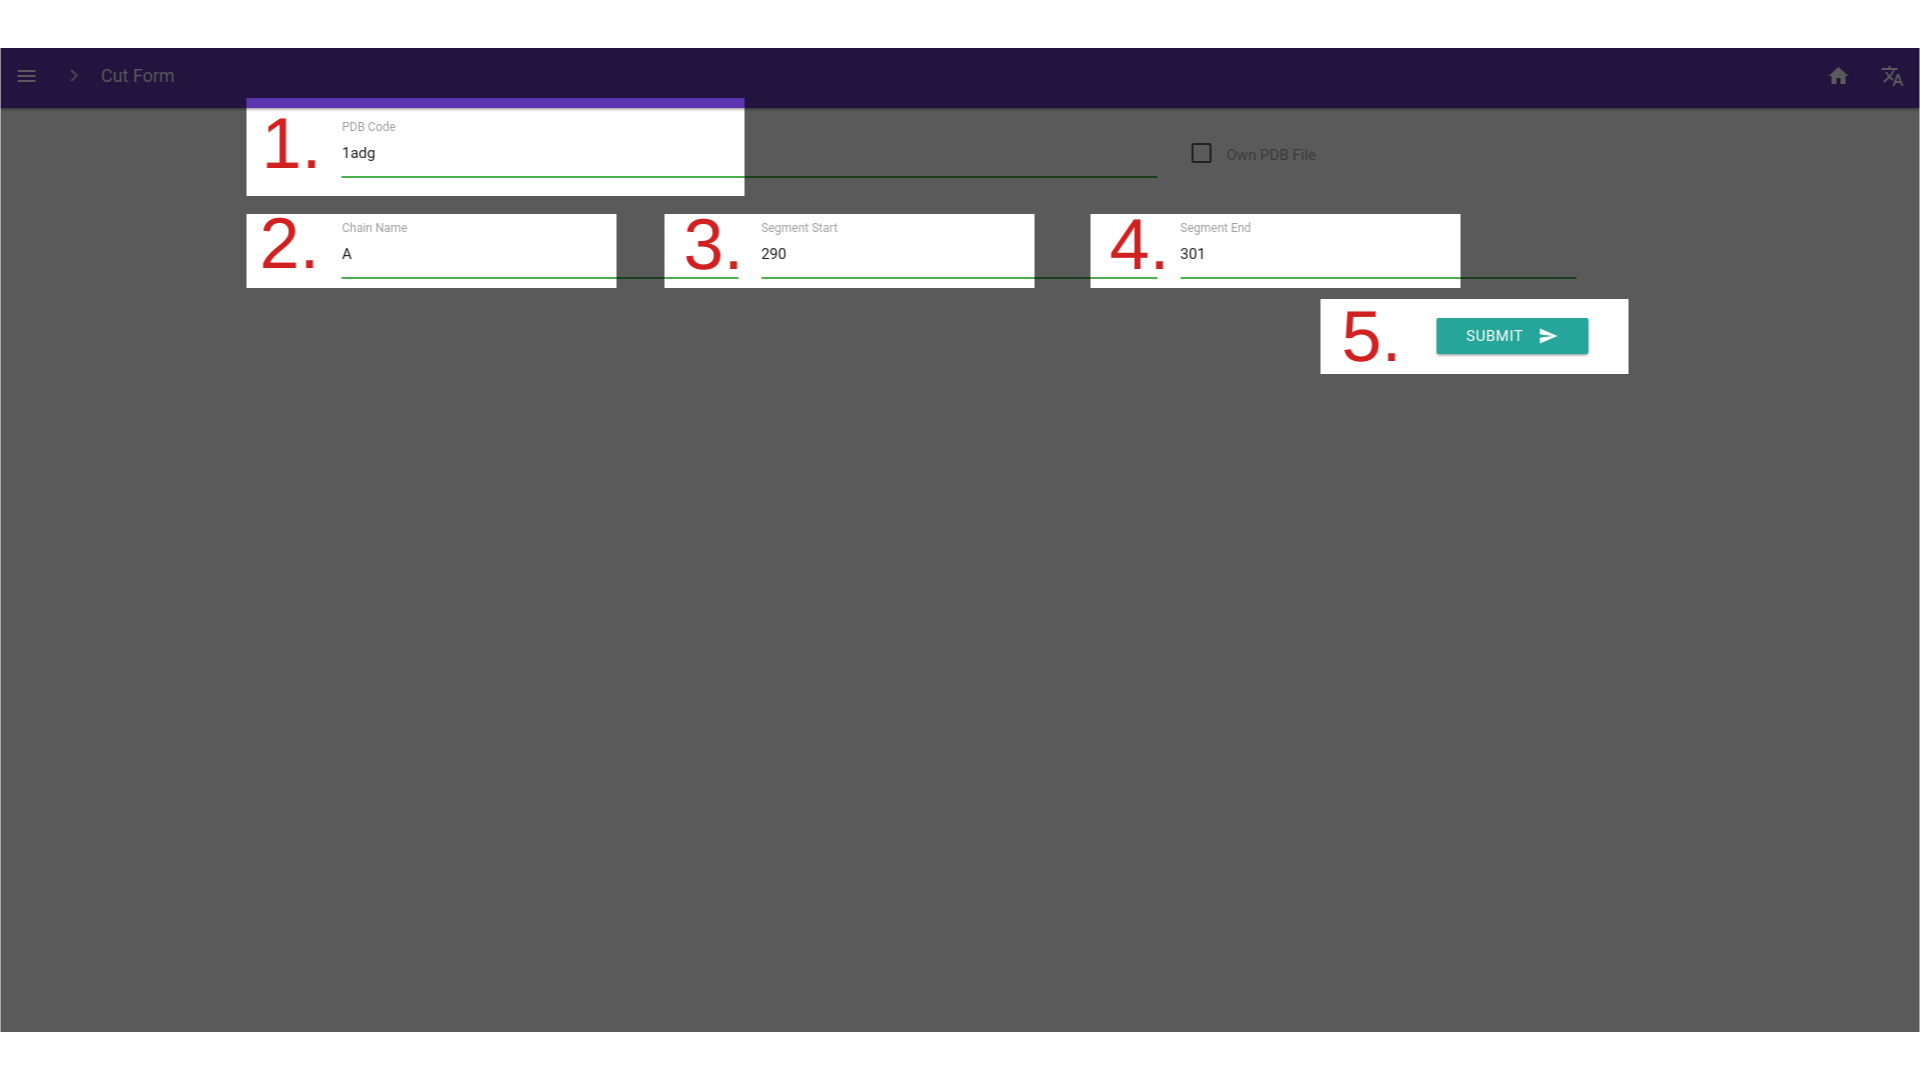 Cut Form
1. PDB Code
1adg
Own PDB File
2. Chain Name
A
3. Segment Start
290
4. Segment End
301
5. SUBMIT